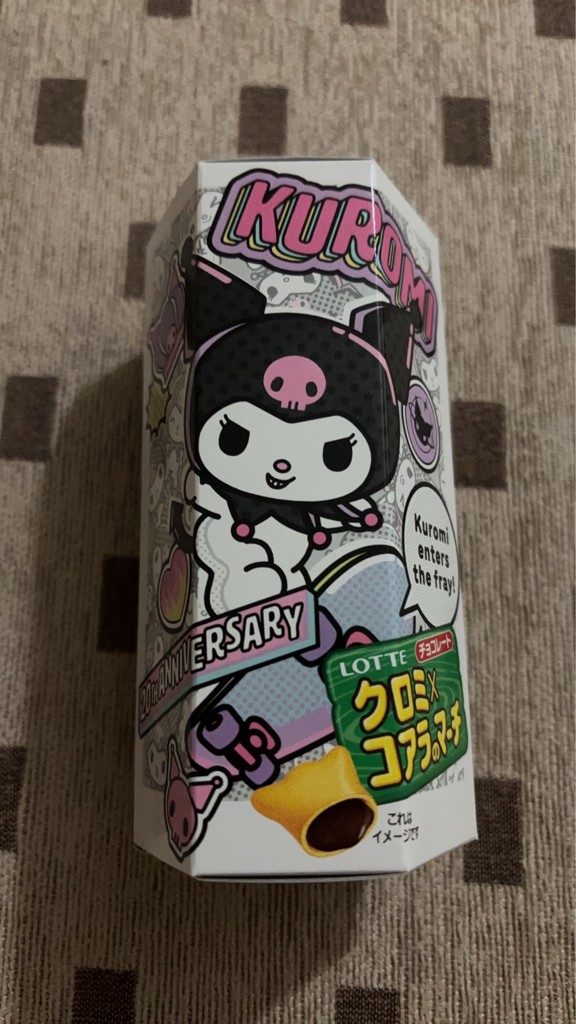 KUROMI
Kuromi
enters
the fray!
20th ANNIVERSARY
LOTTE チョコレート
クロミ×
コアラのマーチ
これは
イメージです